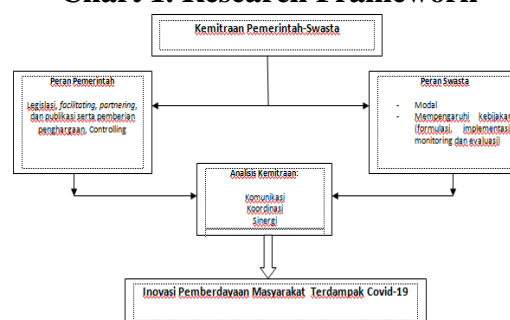 Chart 1. Research Framework
Kemitraan Pemerintah-Swasta
Peran Pemerintah
Legislasi, facilitating, partnering,
dan publikasi serta pemberian
penghargaan, Controlling
Peran Swasta
- Modal
- Mempengaruhi kebijakan
(formulasi, implementasi,
monitoring dan evaluasi)
Analisis Kemitraan:
Komunikasi
Koordinasi
Sinergi
Inovasi Pemberdayaan Masyarakat Terdampak Covid-19